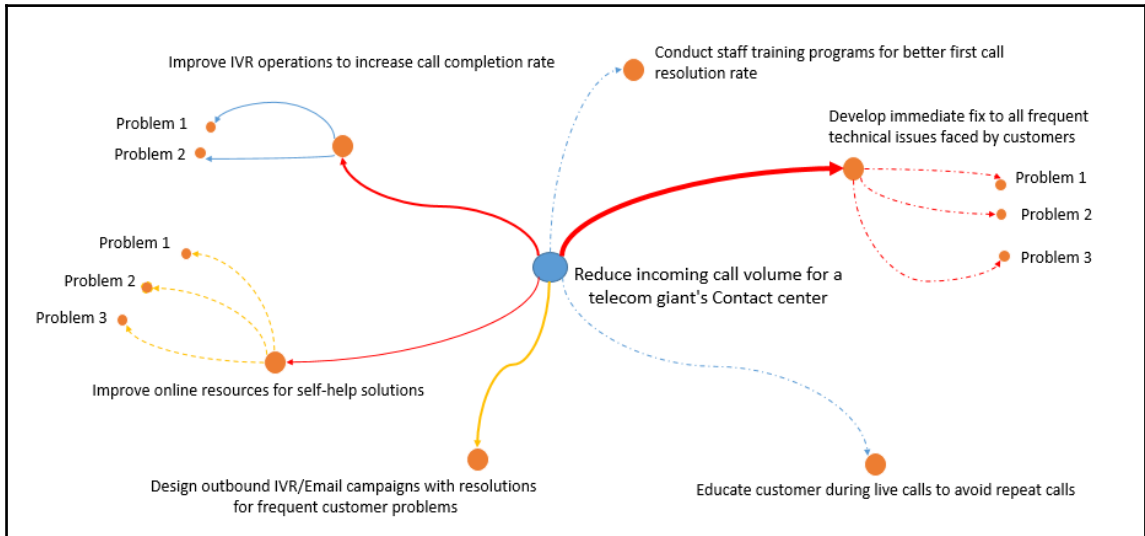 Improve IVR operations to increase call completion rate
Problem 1
Problem 2
Conduct staff training programs for better first call
resolution rate
Develop immediate fix to all frequent
technical issues faced by customers
Problem 1
Problem 2
Problem 3
Reduce incoming call volume for a
telecom giant's Contact center
Problem 1
Problem 2
Problem 3
Improve online resources for self-help solutions
Design outbound IVR/Email campaigns with resolutions
for frequent customer problems
Educate customer during live calls to avoid repeat calls